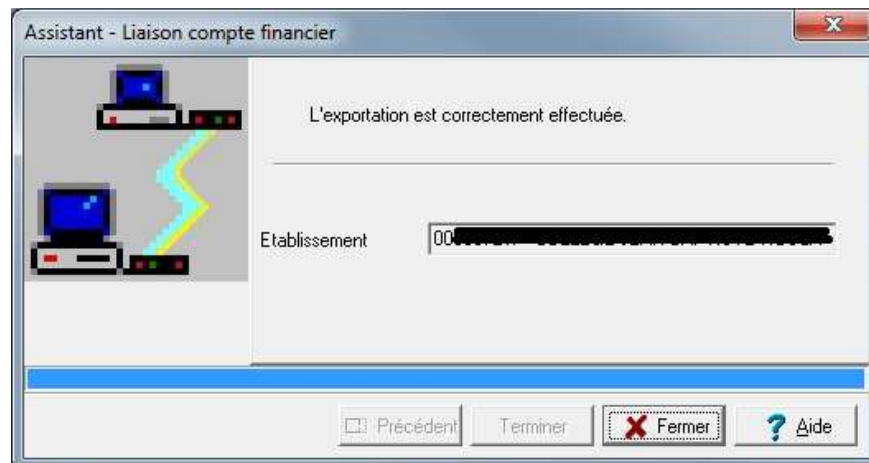 Assistant - Liaison compte financier
L'exportation est correctement effectuée.
Etablissement 00
Précédent Terminer Fermer ? Aide